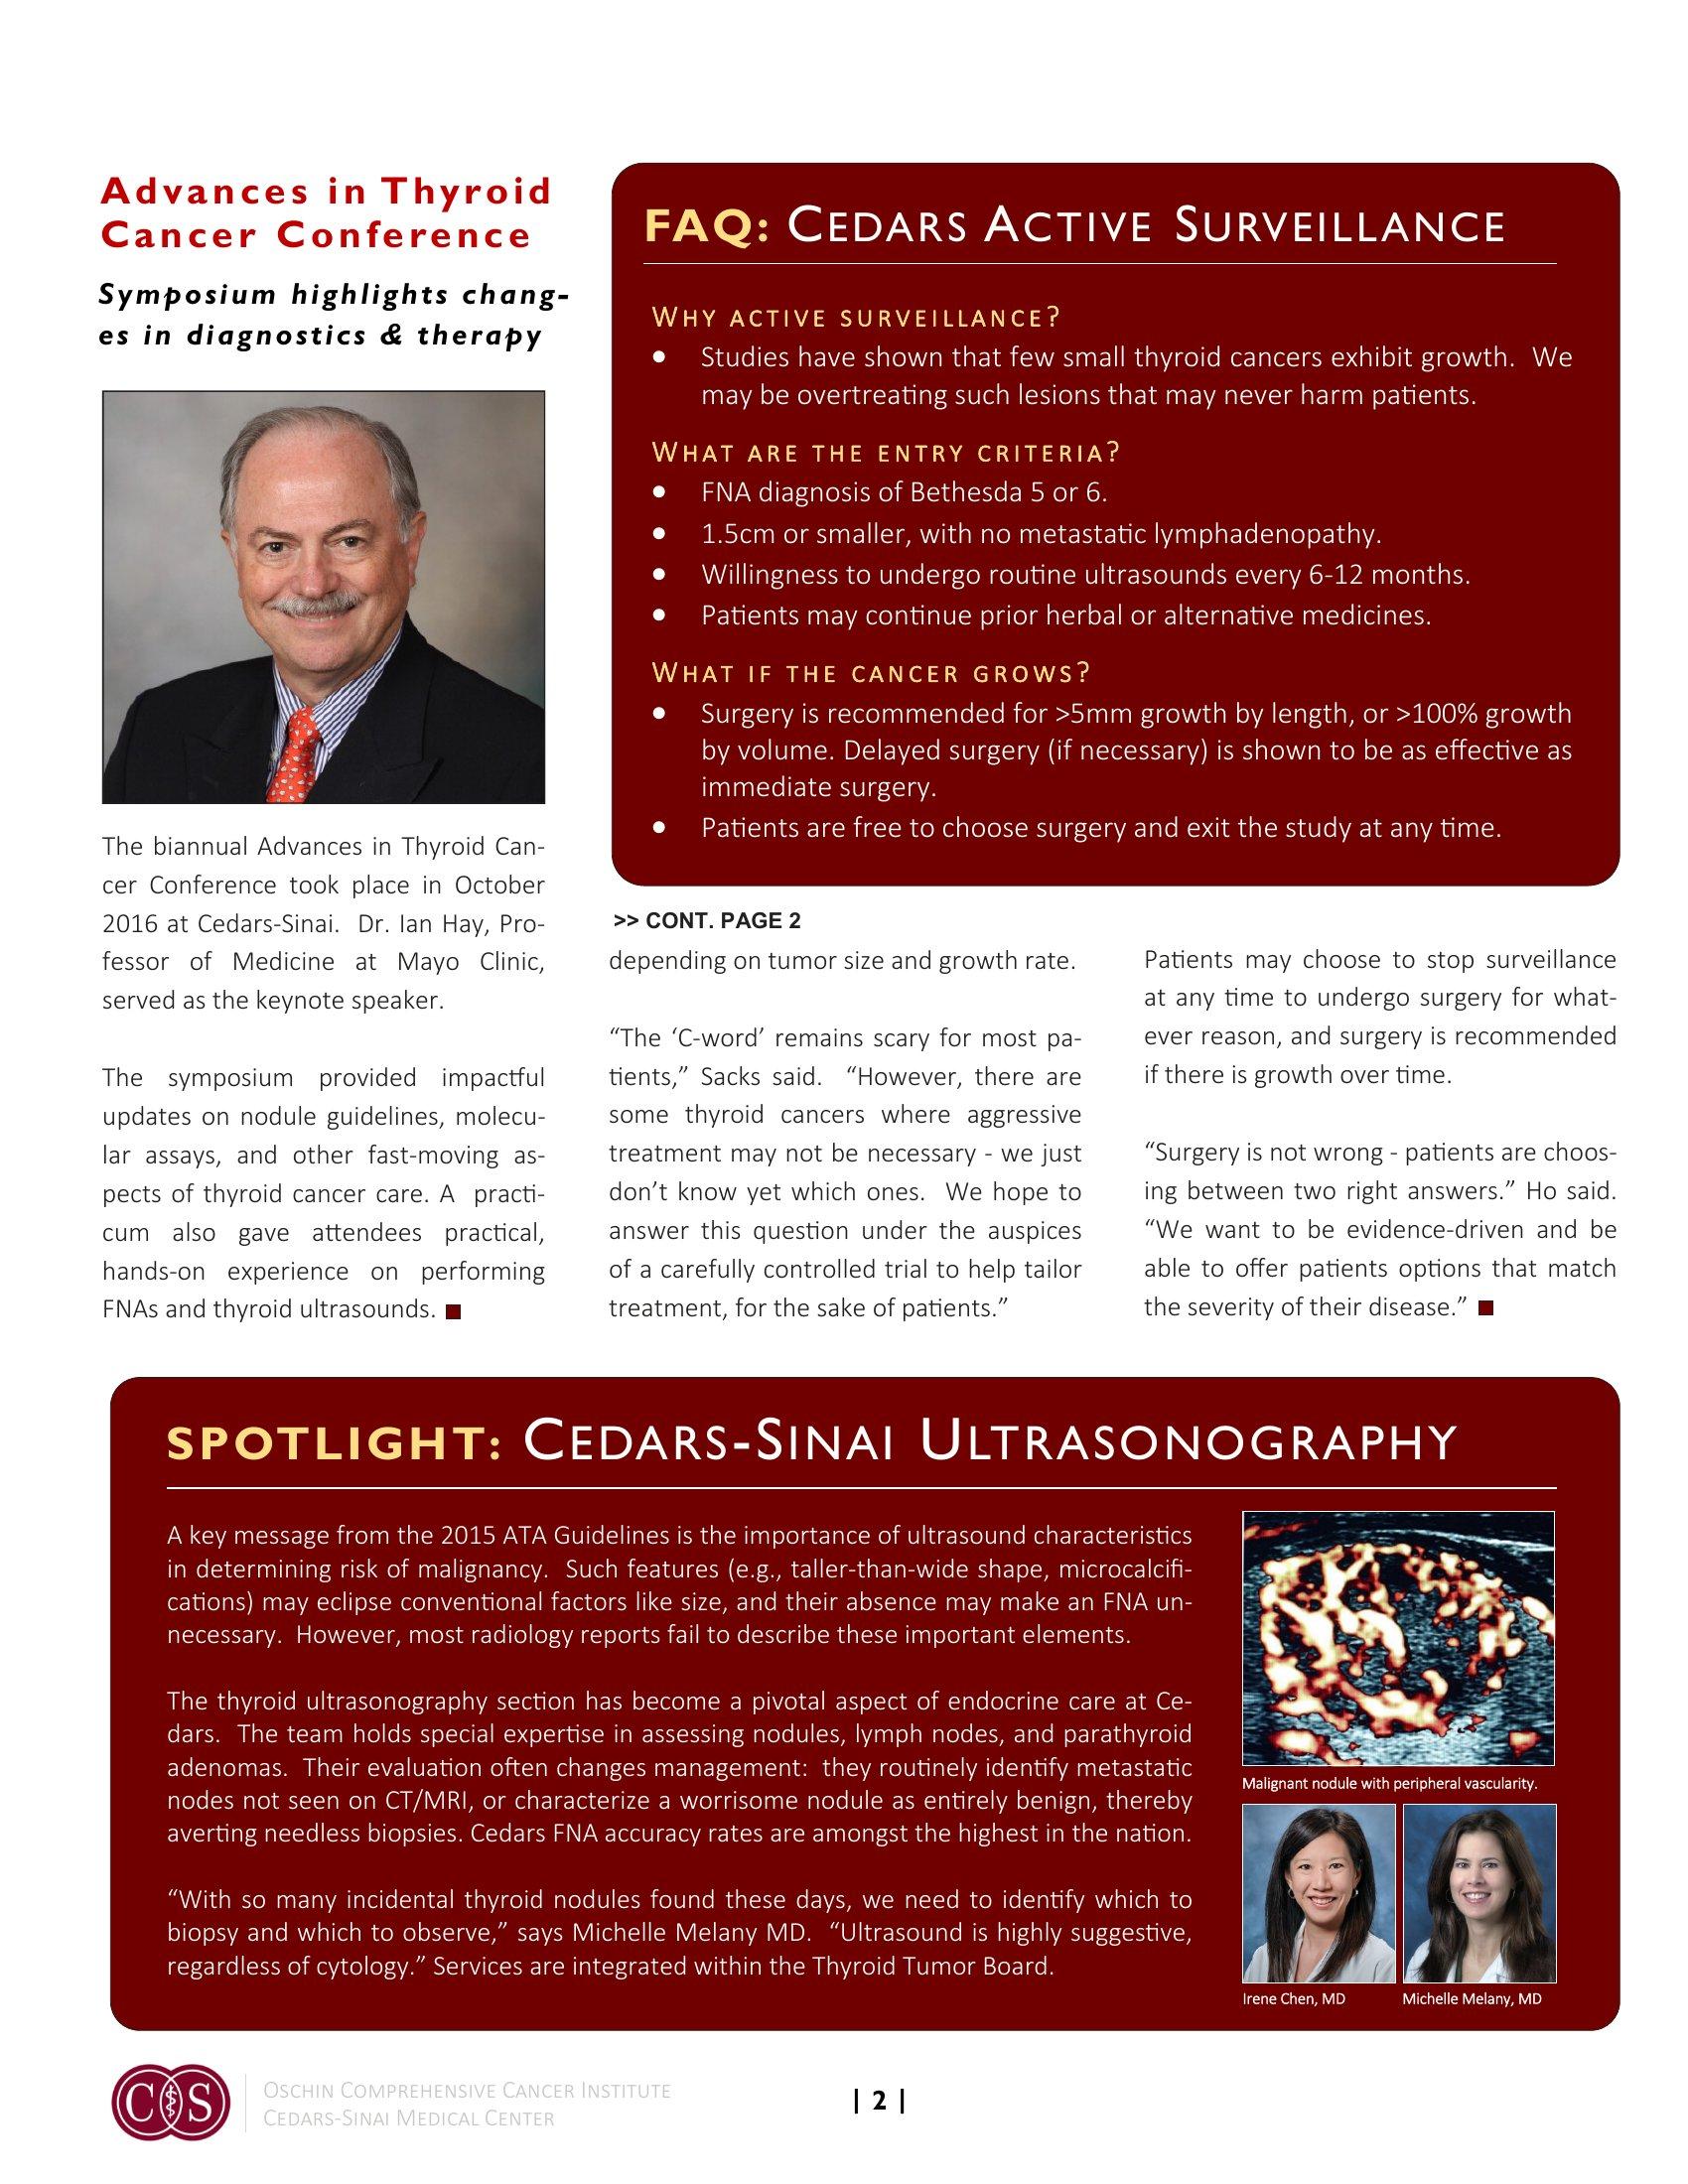 Advances in Thyroid
Cancer Conference
Symposium highlights chang-
es in diagnostics & therapy
The biannual Advances in Thyroid Can-
cer Conference took place in October
2016 at Cedars-Sinai.  Dr. Ian Hay, Pro-
fessor of Medicine at Mayo Clinic,
served as the keynote speaker.
The symposium provided impactful
updates on nodule guidelines, molecu-
lar assays, and other fast-moving as-
pects of thyroid cancer care. A practi-
cum also gave attendees practical,
hands-on experience on performing
FNAs and thyroid ultrasounds. ■
FAQ: CEDARS ACTIVE SURVEILLANCE
WHY ACTIVE SURVEILLANCE?
• Studies have shown that few small thyroid cancers exhibit growth.  We
may be overtreating such lesions that may never harm patients.
WHAT ARE THE ENTRY CRITERIA?
• FNA diagnosis of Bethesda 5 or 6.
• 1.5cm or smaller, with no metastatic lymphadenopathy.
• Willingness to undergo routine ultrasounds every 6-12 months.
• Patients may continue prior herbal or alternative medicines.
WHAT IF THE CANCER GROWS?
• Surgery is recommended for >5mm growth by length, or >100% growth
by volume. Delayed surgery (if necessary) is shown to be as effective as
immediate surgery.
• Patients are free to choose surgery and exit the study at any time.
>> CONT. PAGE 2
depending on tumor size and growth rate.
“The ‘C-word’ remains scary for most pa-
tients,” Sacks said.  “However, there are
some thyroid cancers where aggressive
treatment may not be necessary - we just
don’t know yet which ones.  We hope to
answer this question under the auspices
of a carefully controlled trial to help tailor
treatment, for the sake of patients.”
Patients may choose to stop surveillance
at any time to undergo surgery for what-
ever reason, and surgery is recommended
if there is growth over time.
“Surgery is not wrong - patients are choos-
ing between two right answers.” Ho said.
“We want to be evidence-driven and be
able to offer patients options that match
the severity of their disease.” ■
SPOTLIGHT: CEDARS-SINAI ULTRASONOGRAPHY
A key message from the 2015 ATA Guidelines is the importance of ultrasound characteristics
in determining risk of malignancy.  Such features (e.g., taller-than-wide shape, microcalcifi-
cations) may eclipse conventional factors like size, and their absence may make an FNA un-
necessary.  However, most radiology reports fail to describe these important elements.
The thyroid ultrasonography section has become a pivotal aspect of endocrine care at Ce-
dars.  The team holds special expertise in assessing nodules, lymph nodes, and parathyroid
adenomas.  Their evaluation often changes management:  they routinely identify metastatic
nodes not seen on CT/MRI, or characterize a worrisome nodule as entirely benign, thereby
averting needless biopsies. Cedars FNA accuracy rates are amongst the highest in the nation.
“With so many incidental thyroid nodules found these days, we need to identify which to
biopsy and which to observe,” says Michelle Melany MD.  “Ultrasound is highly suggestive,
regardless of cytology.” Services are integrated within the Thyroid Tumor Board.
Malignant nodule with peripheral vascularity.
Irene Chen, MD
Michelle Melany, MD
CS
OSCHIN COMPREHENSIVE CANCER INSTITUTE
CEDARS-SINAI MEDICAL CENTER
| 2 |